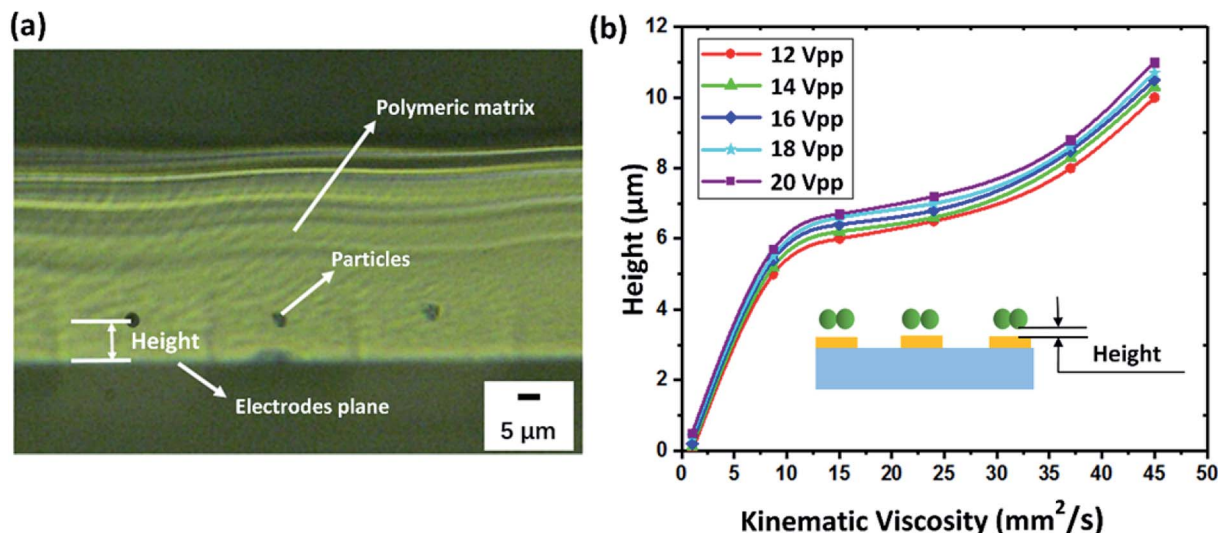 (a)
Polymeric matrix
Particles
Height
Electrodes plane
5 μm
(b)
12
10
8
6
4
2
0
Height (μm)
12 Vpp
14 Vpp
16 Vpp
18 Vpp
20 Vpp
Height
0 5 10 15 20 25 30 35 40 45 50
Kinematic Viscosity (mm²/s)